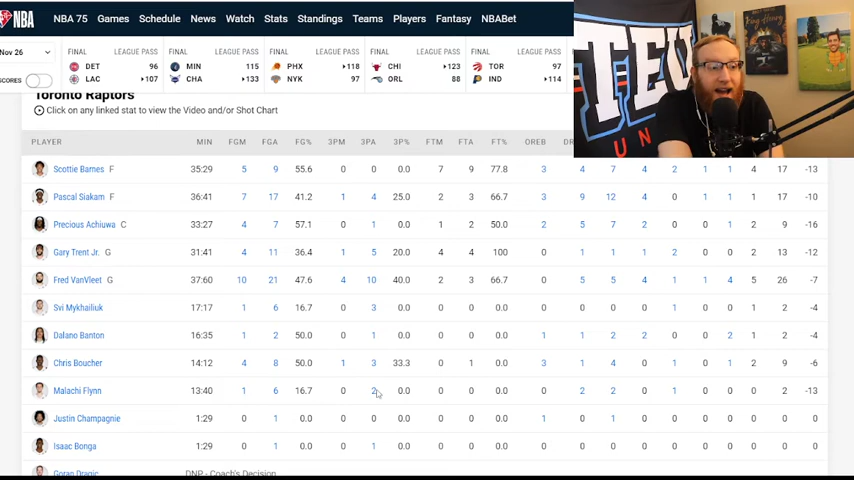 NBA NBA 75 Games Schedule News Watch Stats Standings Teams Players Fantasy NBABet
Nov 26
SCORES
FINAL LEAGUE PASS
DET 96
LAC 107
FINAL LEAGUE PASS
MIN 115
CHA 133
FINAL LEAGUE PASS
PHX 118
NYK 97
FINAL LEAGUE PASS
CHI 123
ORL 88
FINAL LEAGUE PASS
TOR 97
IND 114
Toronto Raptors
Click on any linked stat to view the Video and/or Shot Chart
PLAYER MIN FGM FGA FG% 3PM 3PA 3P% FTM FTA FT% OREB
Scottie Barnes F 35:29 5 9 55.6 0 0 0.0 7 9 77.8 3 4 7 4 2 1 1 4 17 -13
Pascal Siakam F 36:41 7 17 41.2 1 4 25.0 2 3 66.7 3 9 12 4 0 1 1 1 17 -10
Precious Achiuwa C 33:27 4 7 57.1 0 1 0.0 1 2 50.0 2 5 7 2 0 0 1 2 9 -16
Gary Trent Jr. G 31:41 4 11 36.4 1 5 20.0 4 4 100 0 1 1 1 2 0 0 2 13 -12
Fred VanVleet G 37:60 10 21 47.6 4 10 40.0 2 3 66.7 0 5 5 4 1 1 4 5 26 -7
Svi Mykhailiuk 17:17 1 6 16.7 0 3 0.0 0 0 0.0 0 0 0 0 1 0 0 1 2 -4
Dalano Banton 16:35 1 2 50.0 0 1 0.0 0 0 0.0 1 1 2 2 0 0 2 1 2 -4
Chris Boucher 14:12 4 8 50.0 1 3 33.3 0 1 0.0 3 1 4 0 1 0 1 2 9 -6
Malachi Flynn 13:40 1 6 16.7 0 2 0.0 0 0 0.0 0 2 2 0 1 0 0 0 2 -13
Justin Champagnie 1:29 0 1 0.0 0 0 0.0 0 0 0.0 1 0 1 0 0 0 0 0 0 0
Isaac Bonga 1:29 0 1 0.0 0 1 0.0 0 0 0.0 0 0 0 0 0 0 0 0 0 0
Goran Dragic DNP - Coach's Decision